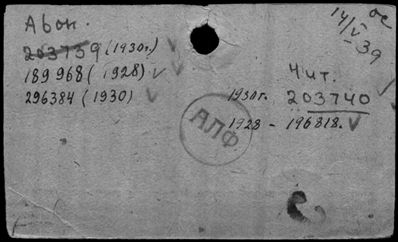 Абон.
203739 (1930г.)
189968 (1928)
296384 (1930)
14/V-39
Чит.
1930г. 203740
1928 - 196818.
АЛФ